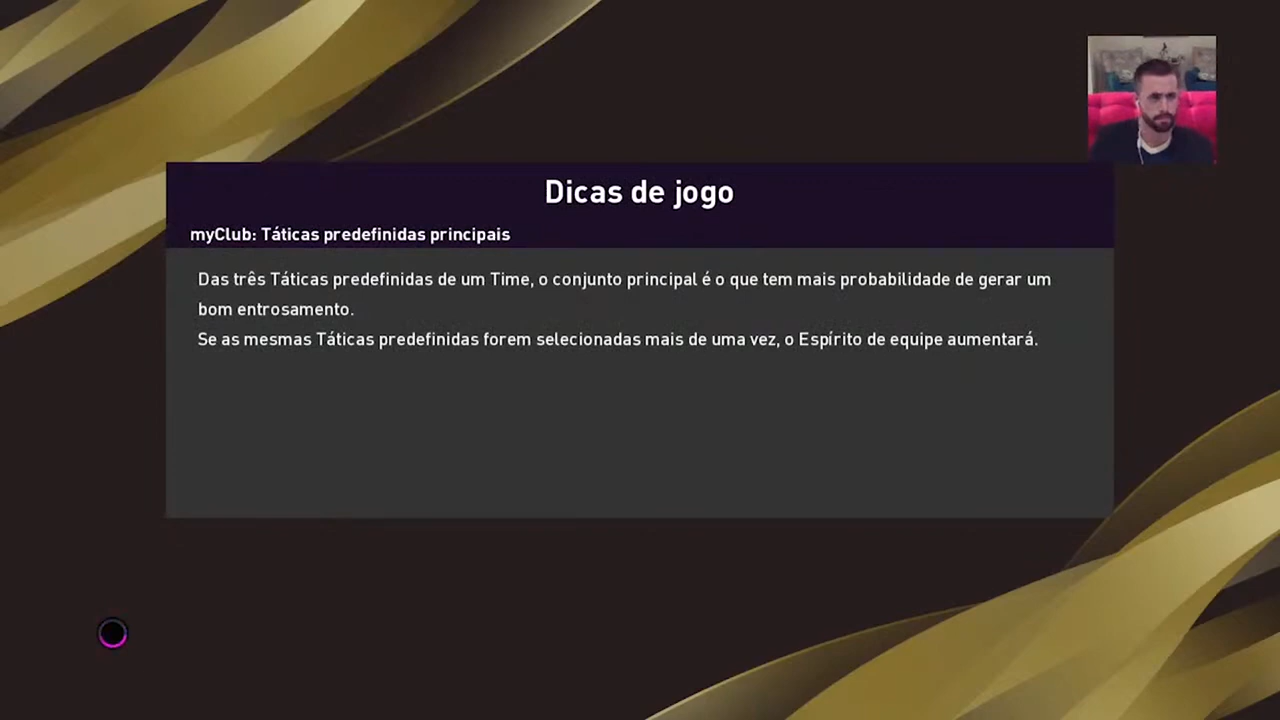 Dicas de jogo
myClub: Táticas predefinidas principais
Das três Táticas predefinidas de um Time, o conjunto principal é o que tem mais probabilidade de gerar um
bom entrosamento.
Se as mesmas Táticas predefinidas forem selecionadas mais de uma vez, o Espírito de equipe aumentará.